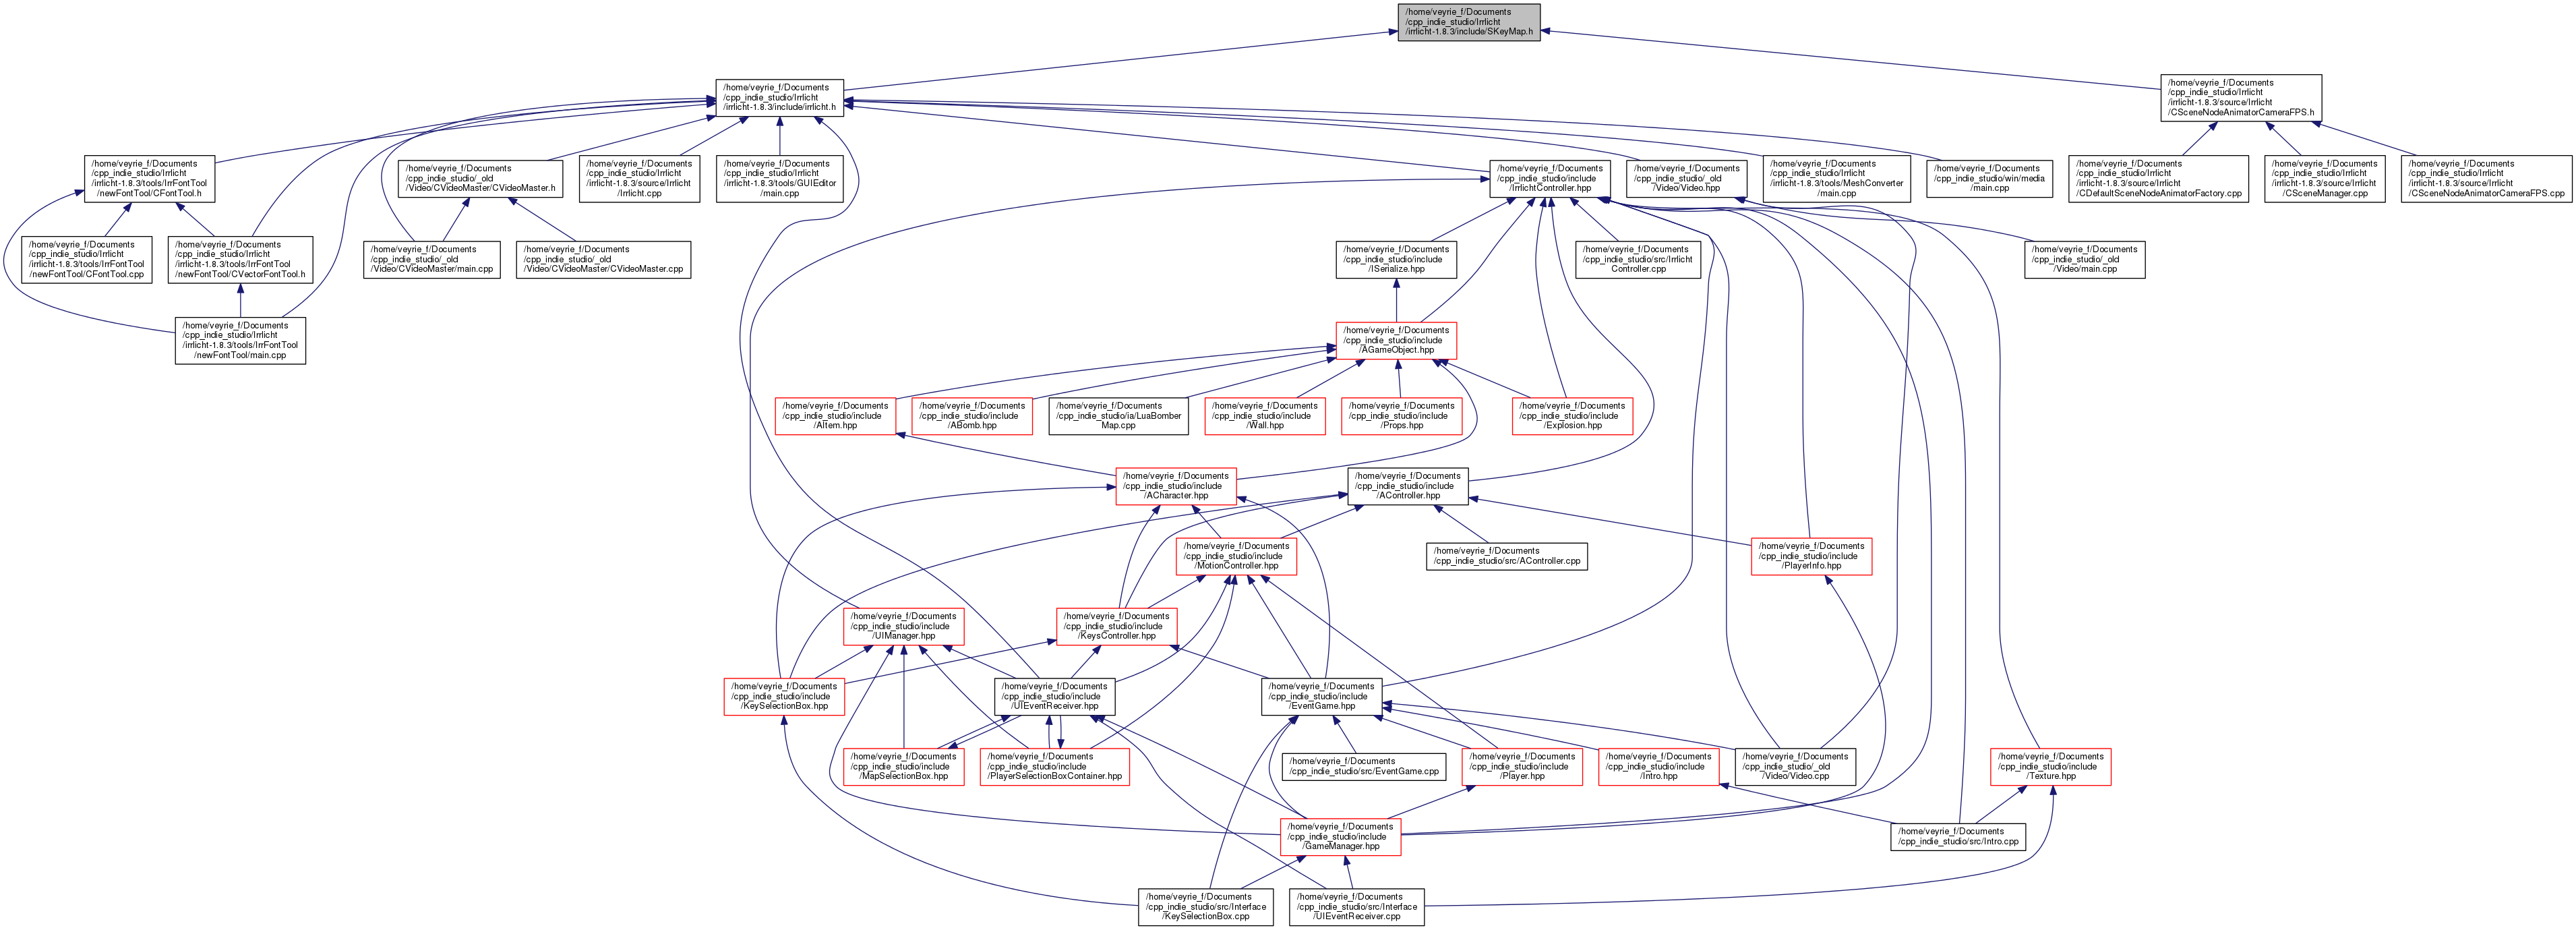 /home/veyrie_f/Documents
/cpp_indie_studio/Irrlicht
/irrlicht-1.8.3/include/SKeyMap.h
/home/veyrie_f/Documents
/cpp_indie_studio/Irrlicht
/irrlicht-1.8.3/include/irrlicht.h
/home/veyrie_f/Documents
/cpp_indie_studio/Irrlicht
/irrlicht-1.8.3/source/Irrlicht
/CSceneNodeAnimatorCameraFPS.h
/home/veyrie_f/Documents
/cpp_indie_studio/Irrlicht
/irrlicht-1.8.3/tools/IrrFontTool
/newFontTool/CFontTool.h
/home/veyrie_f/Documents
/cpp_indie_studio/_old
/Video/CVideoMaster/CVideoMaster.h
/home/veyrie_f/Documents
/cpp_indie_studio/Irrlicht
/irrlicht-1.8.3/source/Irrlicht
/Irrlicht.cpp
/home/veyrie_f/Documents
/cpp_indie_studio/Irrlicht
/irrlicht-1.8.3/tools/GUIEditor
/main.cpp
/home/veyrie_f/Documents
/cpp_indie_studio/include
/IrrlichtController.hpp
/home/veyrie_f/Documents
/cpp_indie_studio/_old
/Video/Video.hpp
/home/veyrie_f/Documents
/cpp_indie_studio/Irrlicht
/irrlicht-1.8.3/tools/MeshConverter
/main.cpp
/home/veyrie_f/Documents
/cpp_indie_studio/win/media
/main.cpp
/home/veyrie_f/Documents
/cpp_indie_studio/Irrlicht
/irrlicht-1.8.3/source/Irrlicht
/CDefaultSceneNodeAnimatorFactory.cpp
/home/veyrie_f/Documents
/cpp_indie_studio/Irrlicht
/irrlicht-1.8.3/source/Irrlicht
/CSceneManager.cpp
/home/veyrie_f/Documents
/cpp_indie_studio/Irrlicht
/irrlicht-1.8.3/source/Irrlicht
/CSceneNodeAnimatorCameraFPS.cpp
/home/veyrie_f/Documents
/cpp_indie_studio/Irrlicht
/irrlicht-1.8.3/tools/IrrFontTool
/newFontTool/CFontTool.cpp
/home/veyrie_f/Documents
/cpp_indie_studio/Irrlicht
/irrlicht-1.8.3/tools/IrrFontTool
/newFontTool/CVectorFontTool.h
/home/veyrie_f/Documents
/cpp_indie_studio/_old
/Video/CVideoMaster/main.cpp
/home/veyrie_f/Documents
/cpp_indie_studio/_old
/Video/CVideoMaster/CVideoMaster.cpp
/home/veyrie_f/Documents
/cpp_indie_studio/include
/ISerialize.hpp
/home/veyrie_f/Documents
/cpp_indie_studio/src/Irrlicht
Controller.cpp
/home/veyrie_f/Documents
/cpp_indie_studio/_old
/Video/main.cpp
/home/veyrie_f/Documents
/cpp_indie_studio/Irrlicht
/irrlicht-1.8.3/tools/IrrFontTool
/newFontTool/main.cpp
/home/veyrie_f/Documents
/cpp_indie_studio/include
/AGameObject.hpp
/home/veyrie_f/Documents
/cpp_indie_studio/include
/AItem.hpp
/home/veyrie_f/Documents
/cpp_indie_studio/include
/ABomb.hpp
/home/veyrie_f/Documents
/cpp_indie_studio/ia/LuaBomber
Map.cpp
/home/veyrie_f/Documents
/cpp_indie_studio/include
/Wall.hpp
/home/veyrie_f/Documents
/cpp_indie_studio/include
/Props.hpp
/home/veyrie_f/Documents
/cpp_indie_studio/include
/Explosion.hpp
/home/veyrie_f/Documents
/cpp_indie_studio/include
/ACharacter.hpp
/home/veyrie_f/Documents
/cpp_indie_studio/include
/AController.hpp
/home/veyrie_f/Documents
/cpp_indie_studio/include
/MotionController.hpp
/home/veyrie_f/Documents
/cpp_indie_studio/src/AController.cpp
/home/veyrie_f/Documents
/cpp_indie_studio/include
/PlayerInfo.hpp
/home/veyrie_f/Documents
/cpp_indie_studio/include
/UIManager.hpp
/home/veyrie_f/Documents
/cpp_indie_studio/include
/KeysController.hpp
/home/veyrie_f/Documents
/cpp_indie_studio/include
/KeySelectionBox.hpp
/home/veyrie_f/Documents
/cpp_indie_studio/include
/UIEventReceiver.hpp
/home/veyrie_f/Documents
/cpp_indie_studio/include
/EventGame.hpp
/home/veyrie_f/Documents
/cpp_indie_studio/include
/MapSelectionBox.hpp
/home/veyrie_f/Documents
/cpp_indie_studio/include
/PlayerSelectionBoxContainer.hpp
/home/veyrie_f/Documents
/cpp_indie_studio/src/EventGame.cpp
/home/veyrie_f/Documents
/cpp_indie_studio/include
/Player.hpp
/home/veyrie_f/Documents
/cpp_indie_studio/include
/Intro.hpp
/home/veyrie_f/Documents
/cpp_indie_studio/_old
/Video/Video.cpp
/home/veyrie_f/Documents
/cpp_indie_studio/include
/Texture.hpp
/home/veyrie_f/Documents
/cpp_indie_studio/include
/GameManager.hpp
/home/veyrie_f/Documents
/cpp_indie_studio/src/Intro.cpp
/home/veyrie_f/Documents
/cpp_indie_studio/src/Interface
/KeySelectionBox.cpp
/home/veyrie_f/Documents
/cpp_indie_studio/src/Interface
/UIEventReceiver.cpp